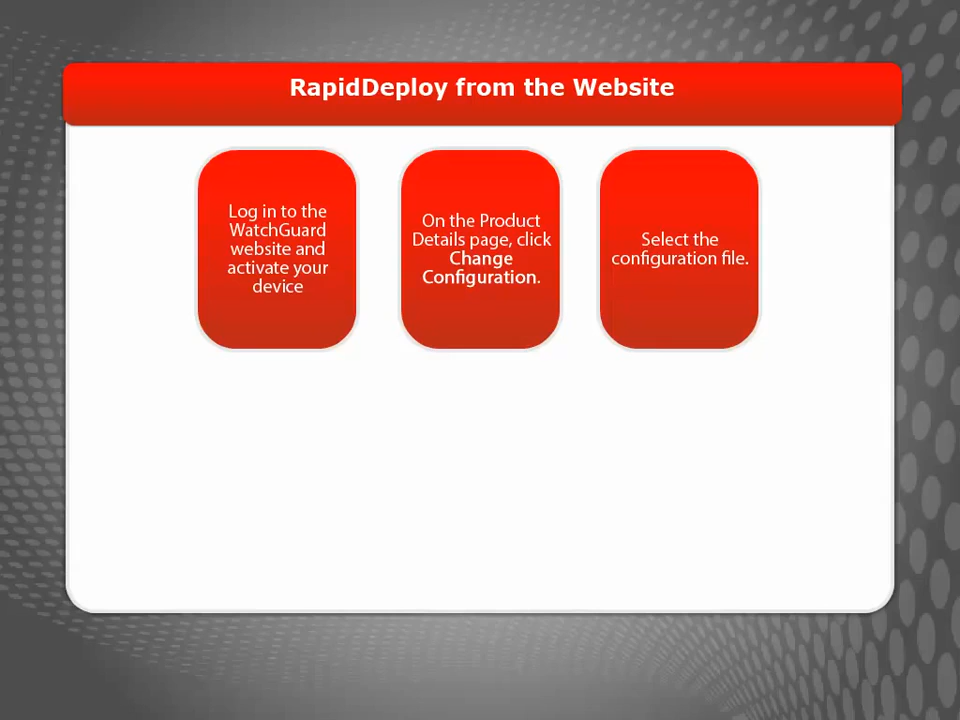 RapidDeploy from the Website
Log in to the
WatchGuard
website and
activate your
device
On the Product
Details page, click
Change
Configuration.
Select the
configuration file.